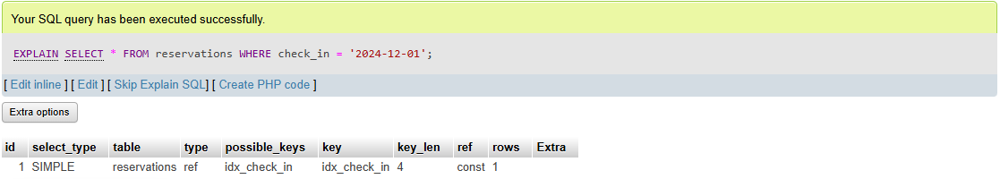 Your SQL query has been executed successfully.
EXPLAIN SELECT * FROM reservations WHERE check_in = '2024-12-01';
[ Edit inline ] [ Edit ] [ Skip Explain SQL] [ Create PHP code ]
Extra options
id select_type table type possible_keys key key_len ref rows Extra
1 SIMPLE reservations ref idx_check_in idx_check_in 4 const 1